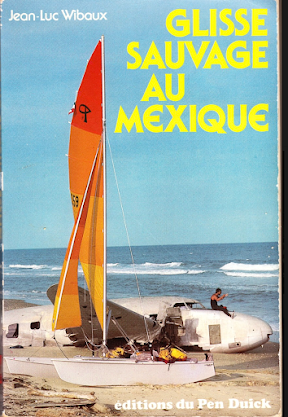 Jean-Luc Wibaux
GLISSE
SAUVAGE
AU
MEXIQUE
éditions du Pen Duick